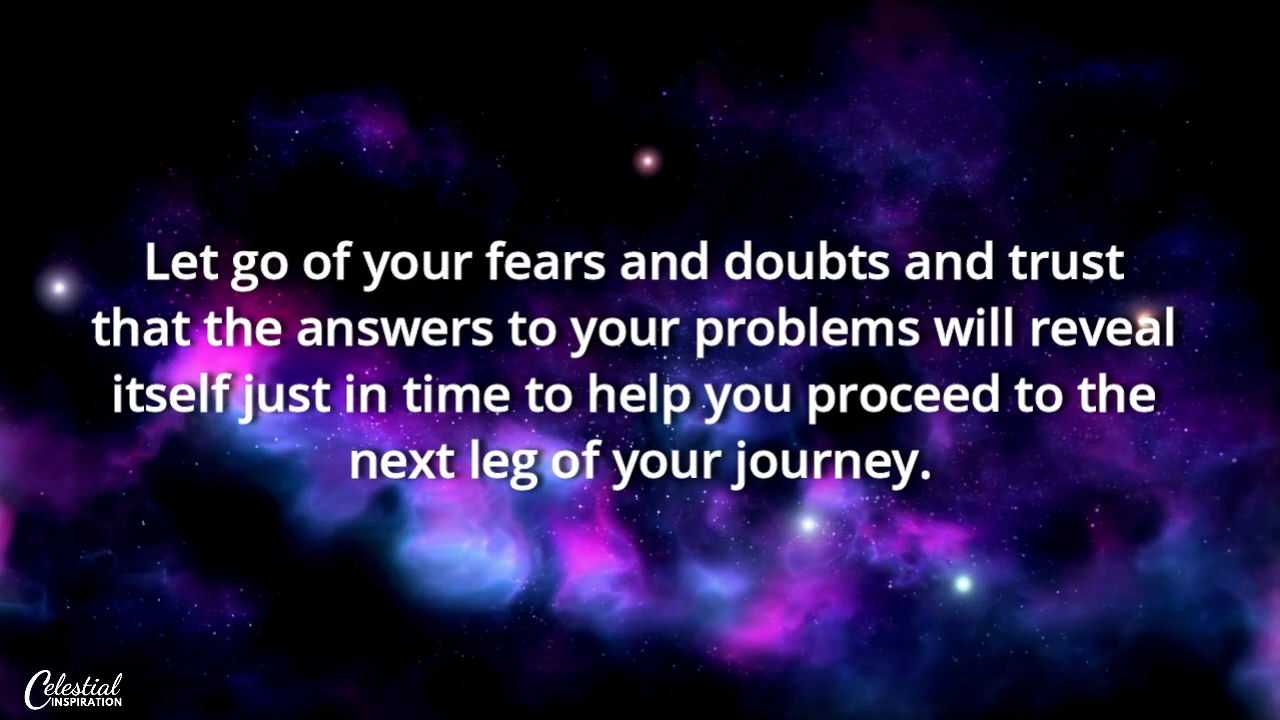 Let go of your fears and doubts and trust
that the answers to your problems will reveal
itself just in time to help you proceed to the
next leg of your journey.
Celestial
INSPIRATION